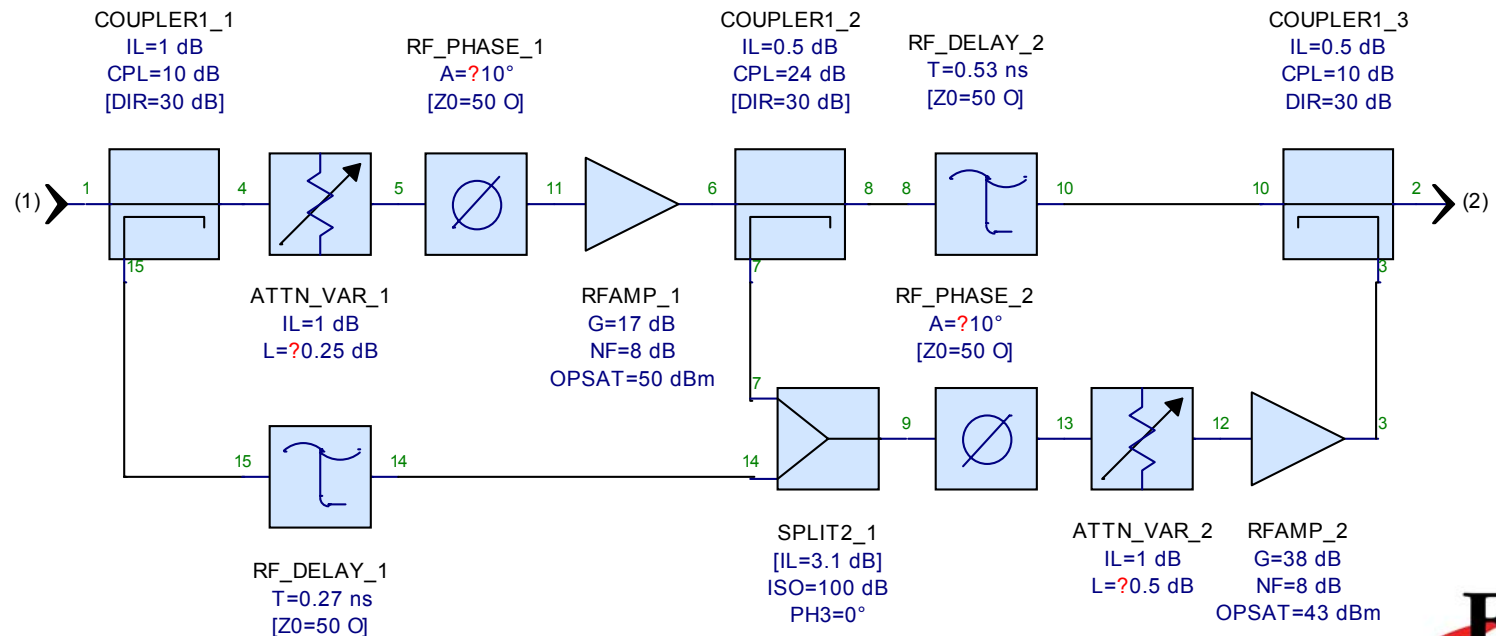 COUPLER1_1
IL=1 dB
CPL=10 dB
[DIR=30 dB]
RF_PHASE_1
A=?10°
[Z0=50 O]
COUPLER1_2
IL=0.5 dB
CPL=24 dB
[DIR=30 dB]
RF_DELAY_2
T=0.53 ns
[Z0=50 O]
COUPLER1_3
IL=0.5 dB
CPL=10 dB
DIR=30 dB
(1)
1
4
5
11
6
8
8
10
10
2
(2)
15
7
3
ATTN_VAR_1
IL=1 dB
L=?0.25 dB
RFAMP_1
G=17 dB
NF=8 dB
OPSAT=50 dBm
RF_PHASE_2
A=?10°
[Z0=50 O]
7
9
13
12
3
15
14
14
RF_DELAY_1
T=0.27 ns
[Z0=50 O]
SPLIT2_1
[IL=3.1 dB]
ISO=100 dB
PH3=0°
ATTN_VAR_2
IL=1 dB
L=?0.5 dB
RFAMP_2
G=38 dB
NF=8 dB
OPSAT=43 dBm